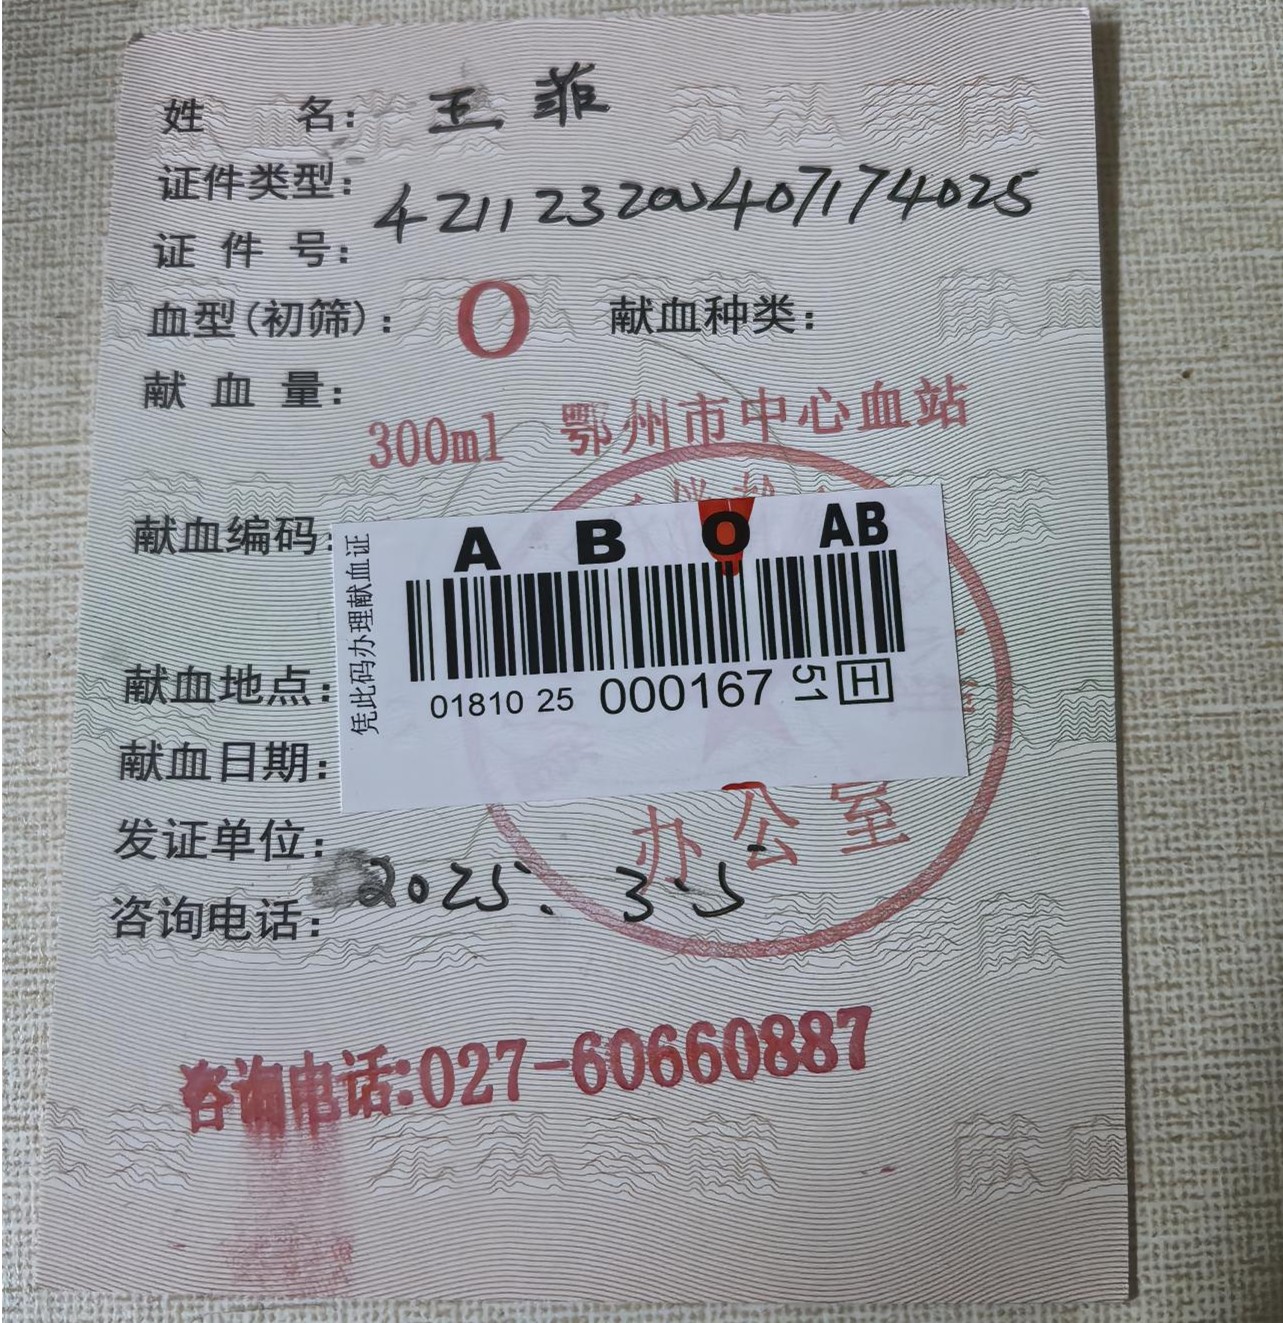 姓 名： 王菲
证件类型：
421123200407174025
证件号：
血型(初筛)： O 献血种类：
献血量：
300ml 鄂州市中心血站
献血编码：
A B O AB
凭此码办理献血证
01810 25 000167 51 H
献血地点：
献血日期：
办公室
发证单位：
2025.3.5
咨询电话：
咨询电话:027-60660887